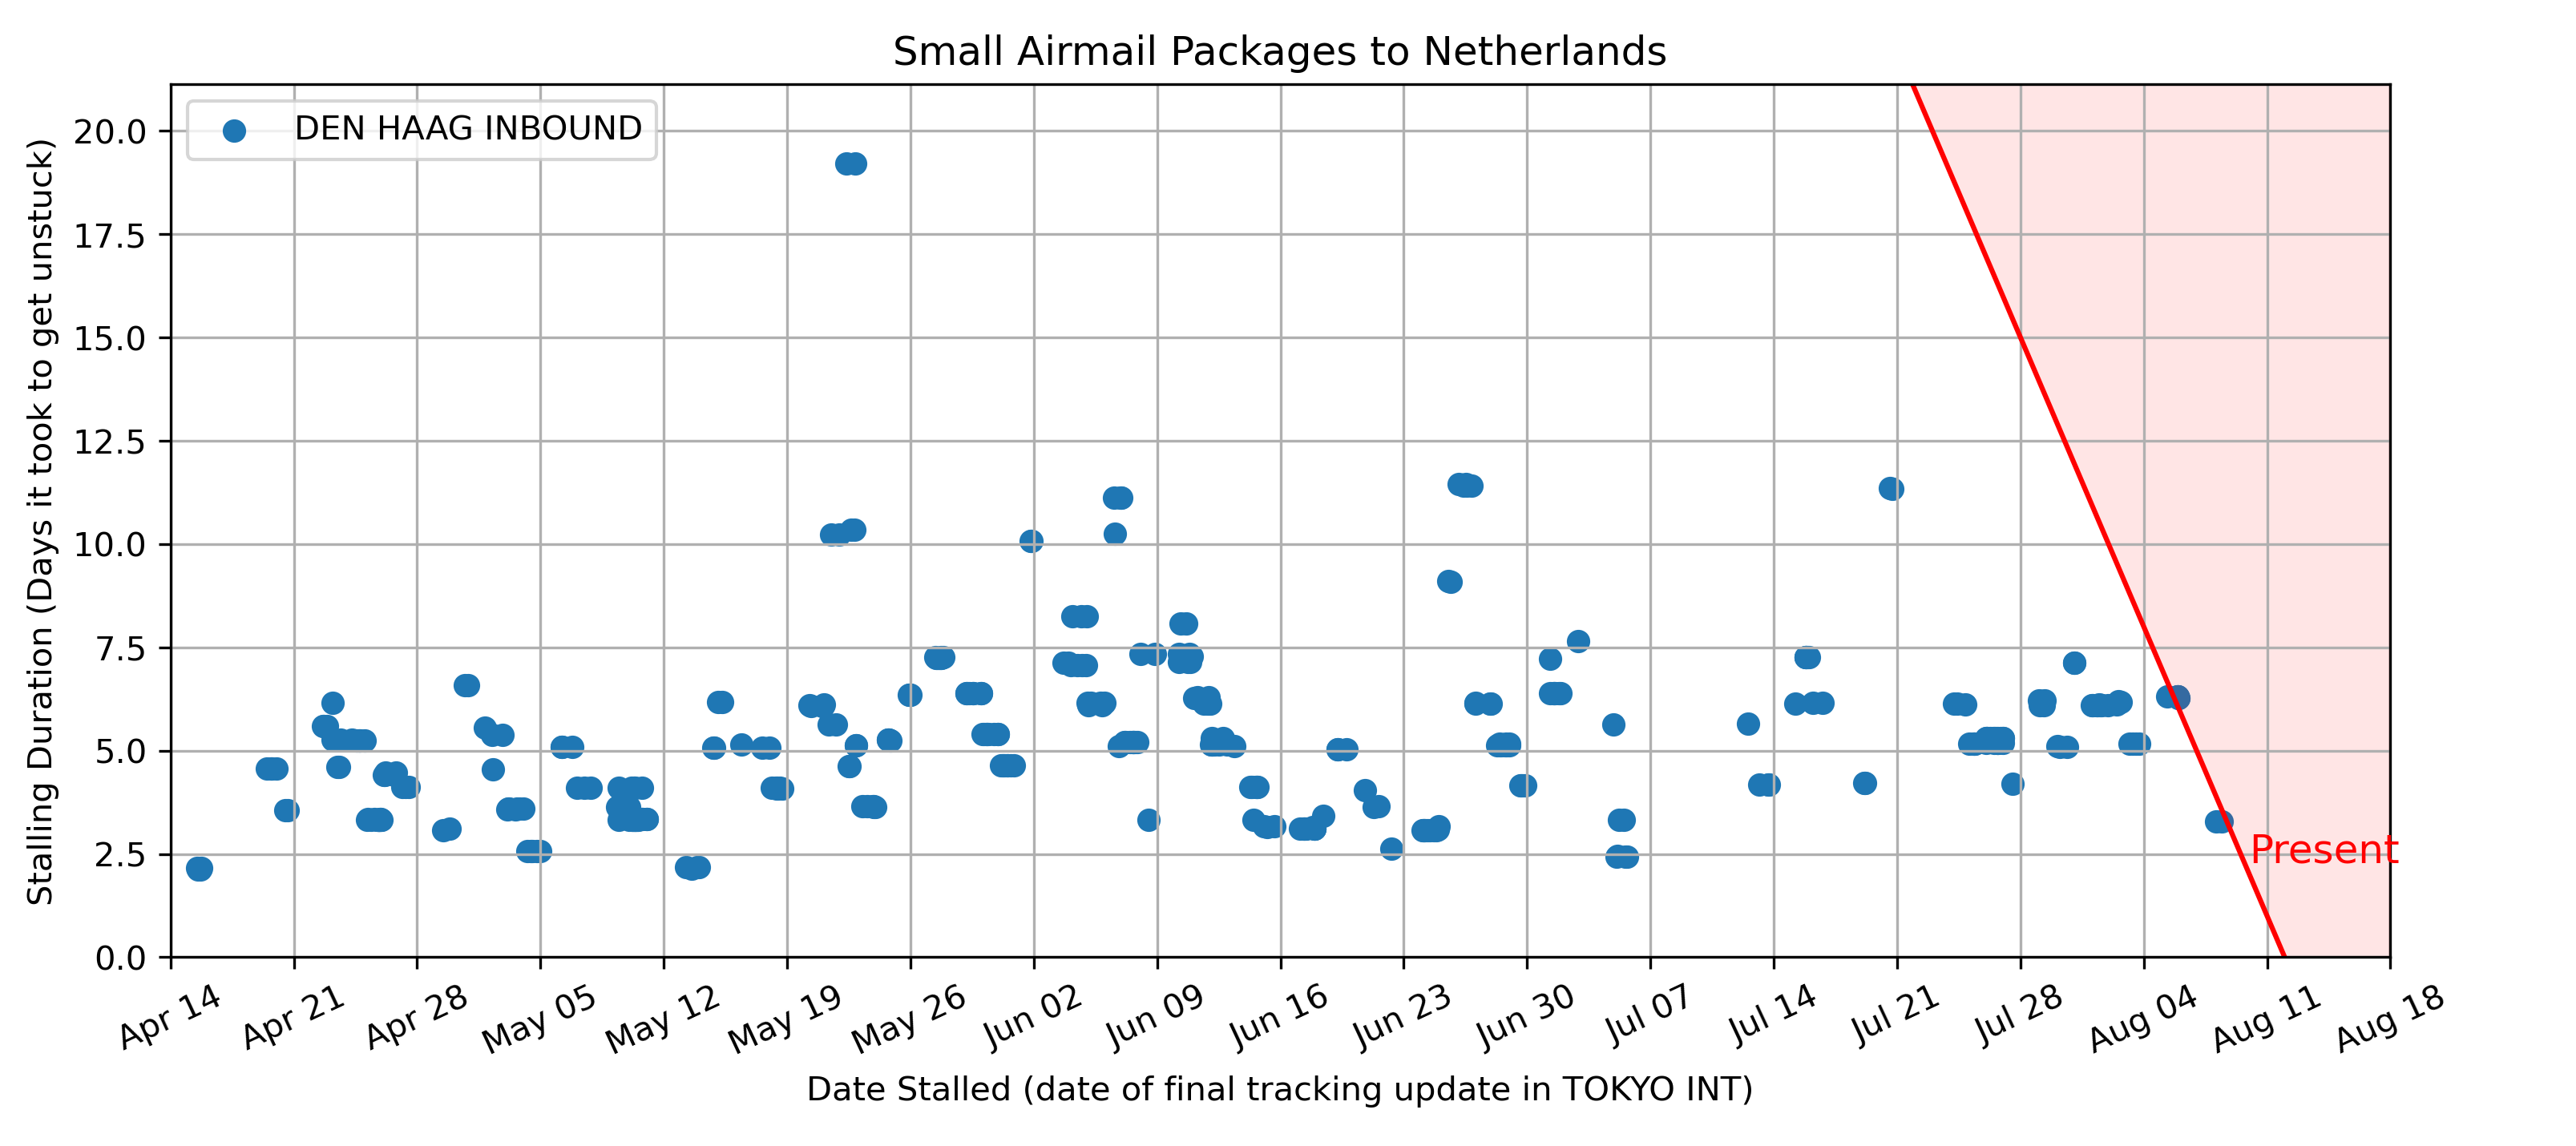 Small Airmail Packages to Netherlands
DEN HAAG INBOUND
Stalling Duration (Days it took to get unstuck)
20.0
17.5
15.0
12.5
10.0
7.5
5.0
2.5
0.0
Present
Apr 14
Apr 21
Apr 28
May 05
May 12
May 19
May 26
Jun 02
Jun 09
Jun 16
Jun 23
Jun 30
Jul 07
Jul 14
Jul 21
Jul 28
Aug 04
Aug 11
Aug 18
Date Stalled (date of final tracking update in TOKYO INT)